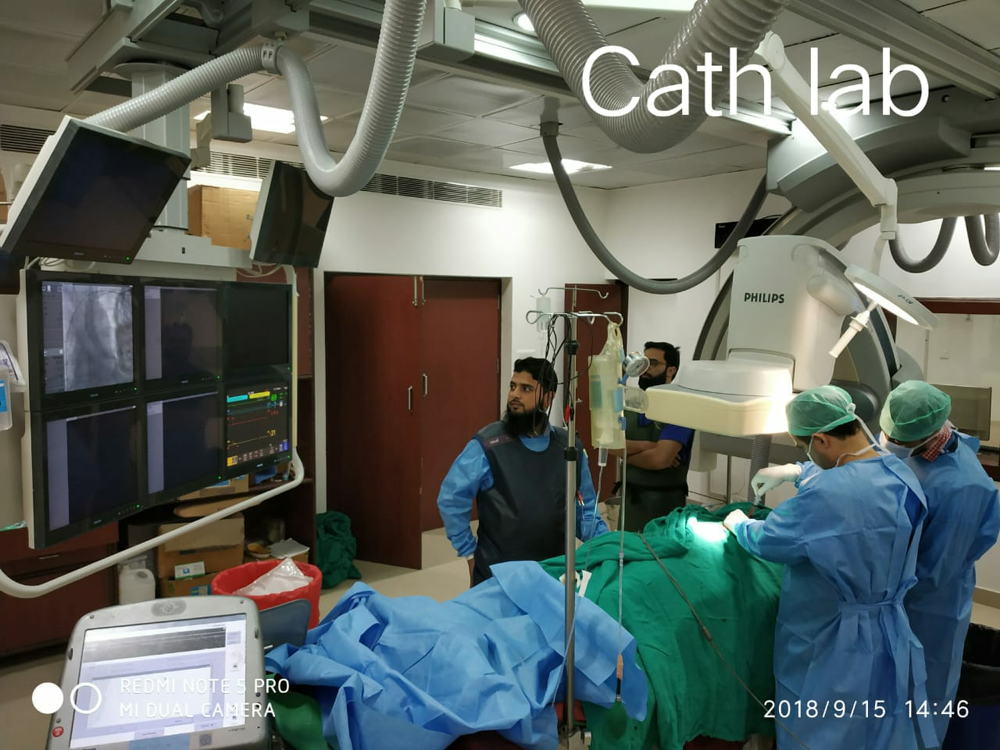 Cath lab
PHILIPS
REDMI NOTE 5 PRO
MI DUAL CAMERA
2018/9/15 14:46